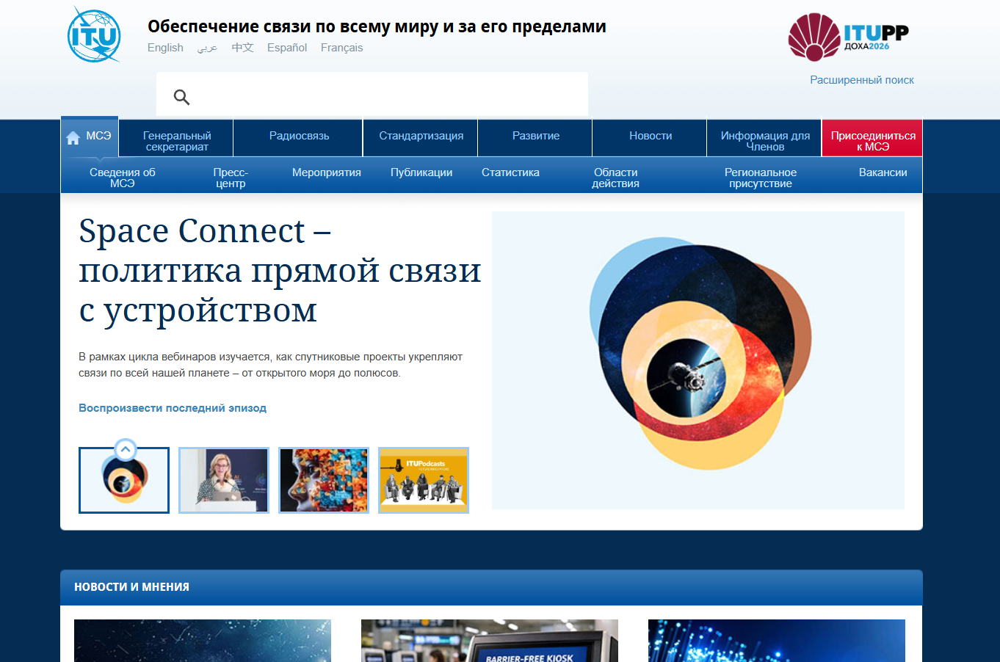 ITU
Обеспечение связи по всему миру и за его пределами
English عربي 中文 Español Français
ITUPP
ДОХА2026
Расширенный поиск
МСЭ
Генеральный
секретариат
Радиосвязь
Стандартизация
Развитие
Новости
Информация для
Членов
Присоединиться
к МСЭ
Сведения об
МСЭ
Пресс-
центр
Мероприятия
Публикации
Статистика
Области
действия
Региональное
присутствие
Вакансии
Space Connect –
политика прямой связи
с устройством
В рамках цикла вебинаров изучается, как спутниковые проекты укрепляют
связи по всей нашей планете – от открытого моря до полюсов.
Воспроизвести последний эпизод
AI
ITUPodcasts
НОВОСТИ И МНЕНИЯ
BARRIER-FREE KIOSK